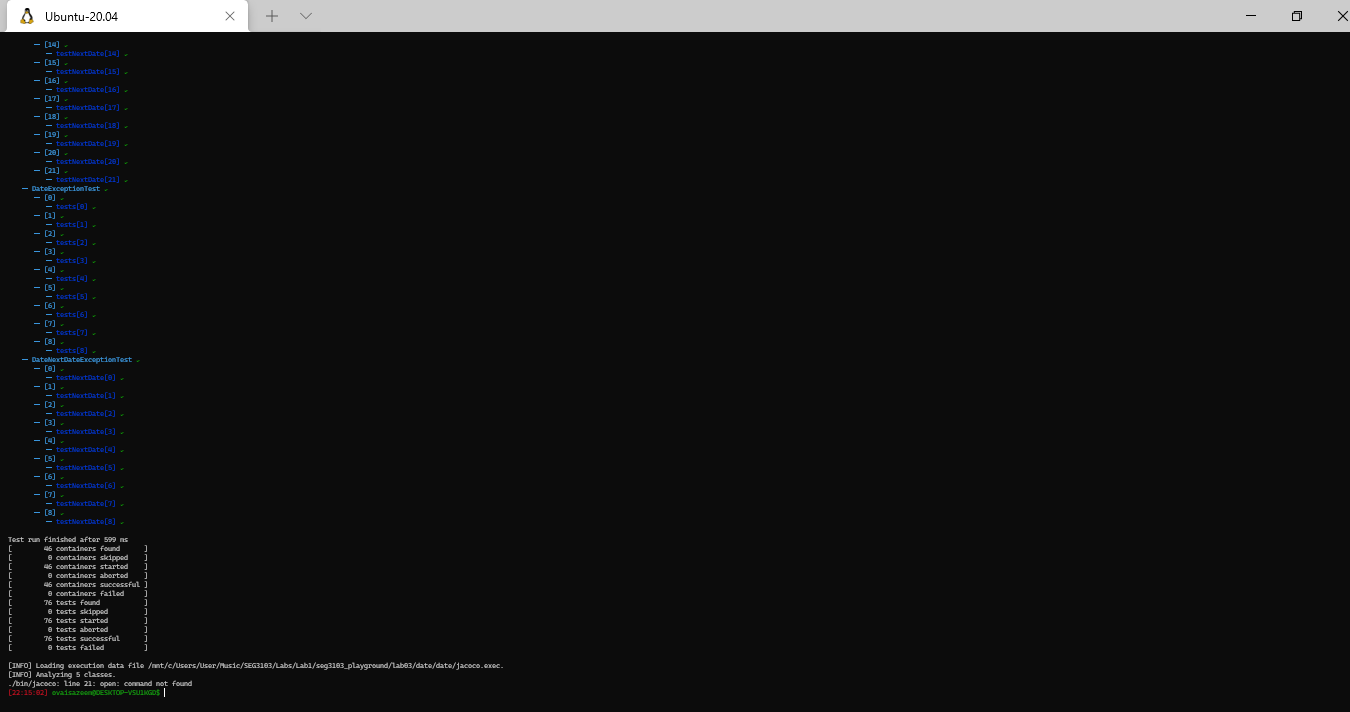 Ubuntu-20.04
[14]
testNextDate[14]
[15]
testNextDate[15]
[16]
testNextDate[16]
[17]
testNextDate[17]
[18]
testNextDate[18]
[19]
testNextDate[19]
[20]
testNextDate[20]
[21]
testNextDate[21]
DateExceptionTest
[0]
tests[0]
[1]
tests[1]
[2]
tests[2]
[3]
tests[3]
[4]
tests[4]
[5]
tests[5]
[6]
tests[6]
[7]
tests[7]
[8]
tests[8]
DateNextDateExceptionTest
[0]
testNextDate[0]
[1]
testNextDate[1]
[2]
testNextDate[2]
[3]
testNextDate[3]
[4]
testNextDate[4]
[5]
testNextDate[5]
[6]
testNextDate[6]
[7]
testNextDate[7]
[8]
testNextDate[8]
Test run finished after 599 ms
[ 46 containers found ]
[ 0 containers skipped ]
[ 46 containers started ]
[ 0 containers aborted ]
[ 46 containers successful ]
[ 0 containers failed ]
[ 76 tests found ]
[ 0 tests skipped ]
[ 76 tests started ]
[ 0 tests aborted ]
[ 76 tests successful ]
[ 0 tests failed ]
[INFO] Loading execution data file /mnt/c/Users/User/Music/SEG3103/Labs/Lab1/seg3103_playground/lab03/date/date/jacoco.exec.
[INFO] Analyzing 5 classes.
./bin/jacoco: line 21: open: command not found
[22:15:02] ovaisazeem@DESKTOP-V5U1KGD$